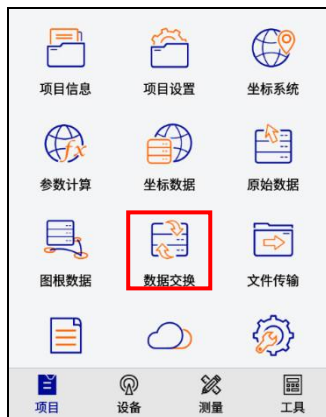 项目信息 项目设置 坐标系统
参数计算 坐标数据 原始数据
图根数据 数据交换 文件传输
项目 设备 测量 工具